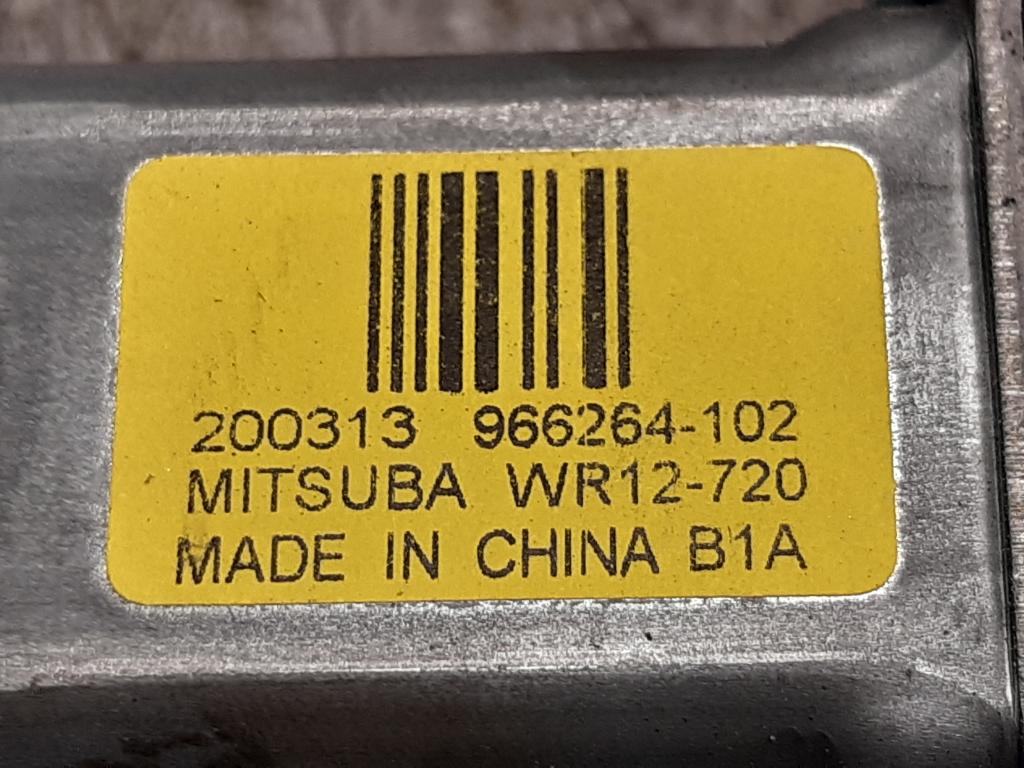 200313 966264-102
MITSUBA WR12-720
MADE IN CHINA B1A